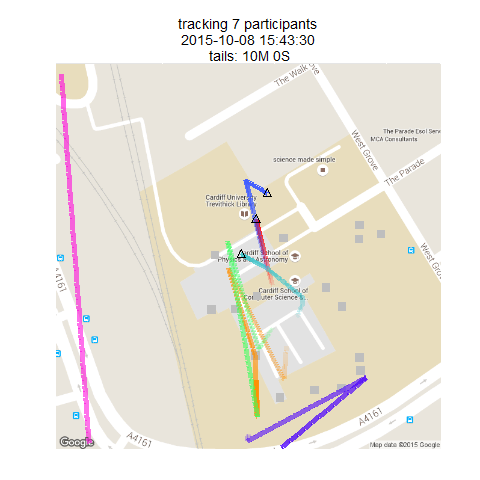 tracking 7 participants
2015-10-08 15:43:30
tails: 10M 0S
The Walk
ove
West Grove
The Parade Esol Serv
MCA Consultants
science made simple
The Parade
Cardiff University
Trevithick Library
West Grove
Cardiff School of
Physics and Astronomy
A4161
Cardiff School of
Computer Science &
A4161
A4161
Google
Map data ©2015 Google